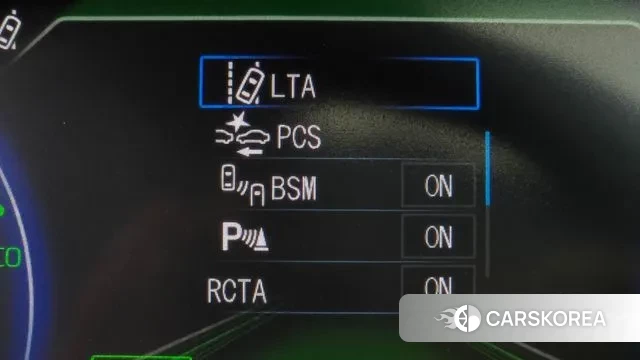 LTA
PCS
BSM ON
P ON
RCTA ON
CARSKOREA